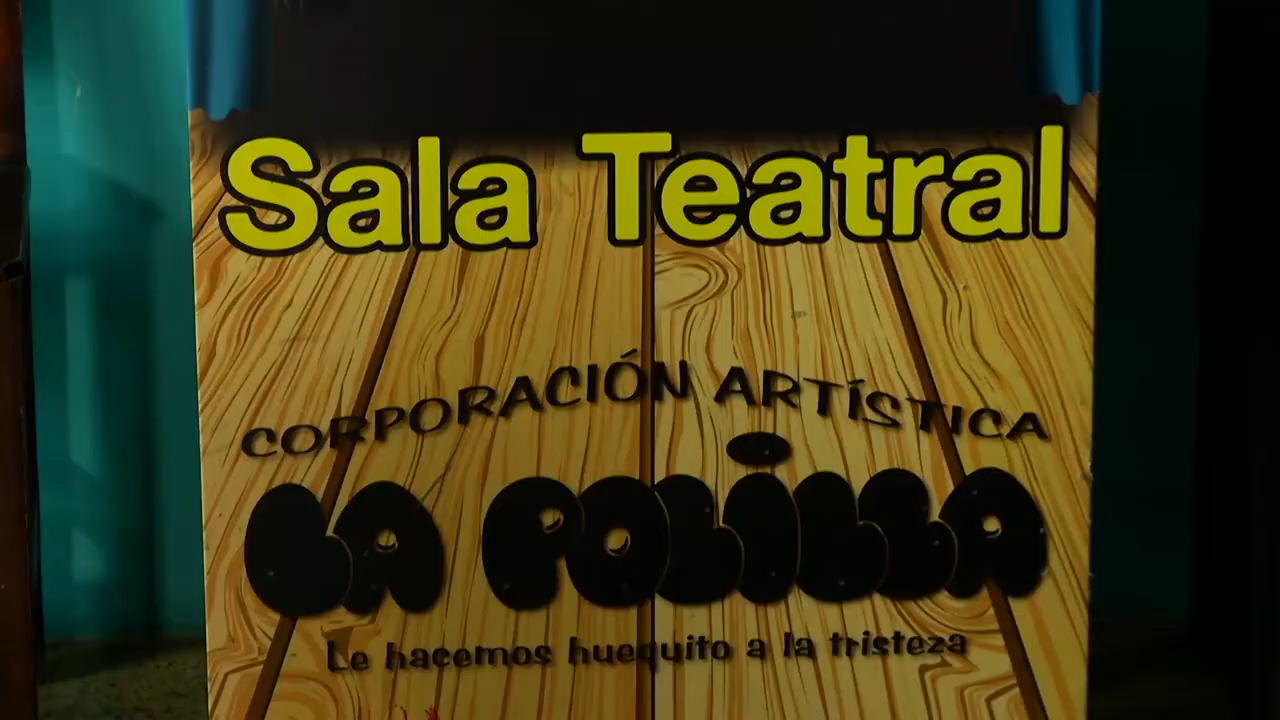 Sala Teatral
CORPORACIÓN ARTÍSTICA
LA POLiLLA
Le hacemos huequito a la tristeza